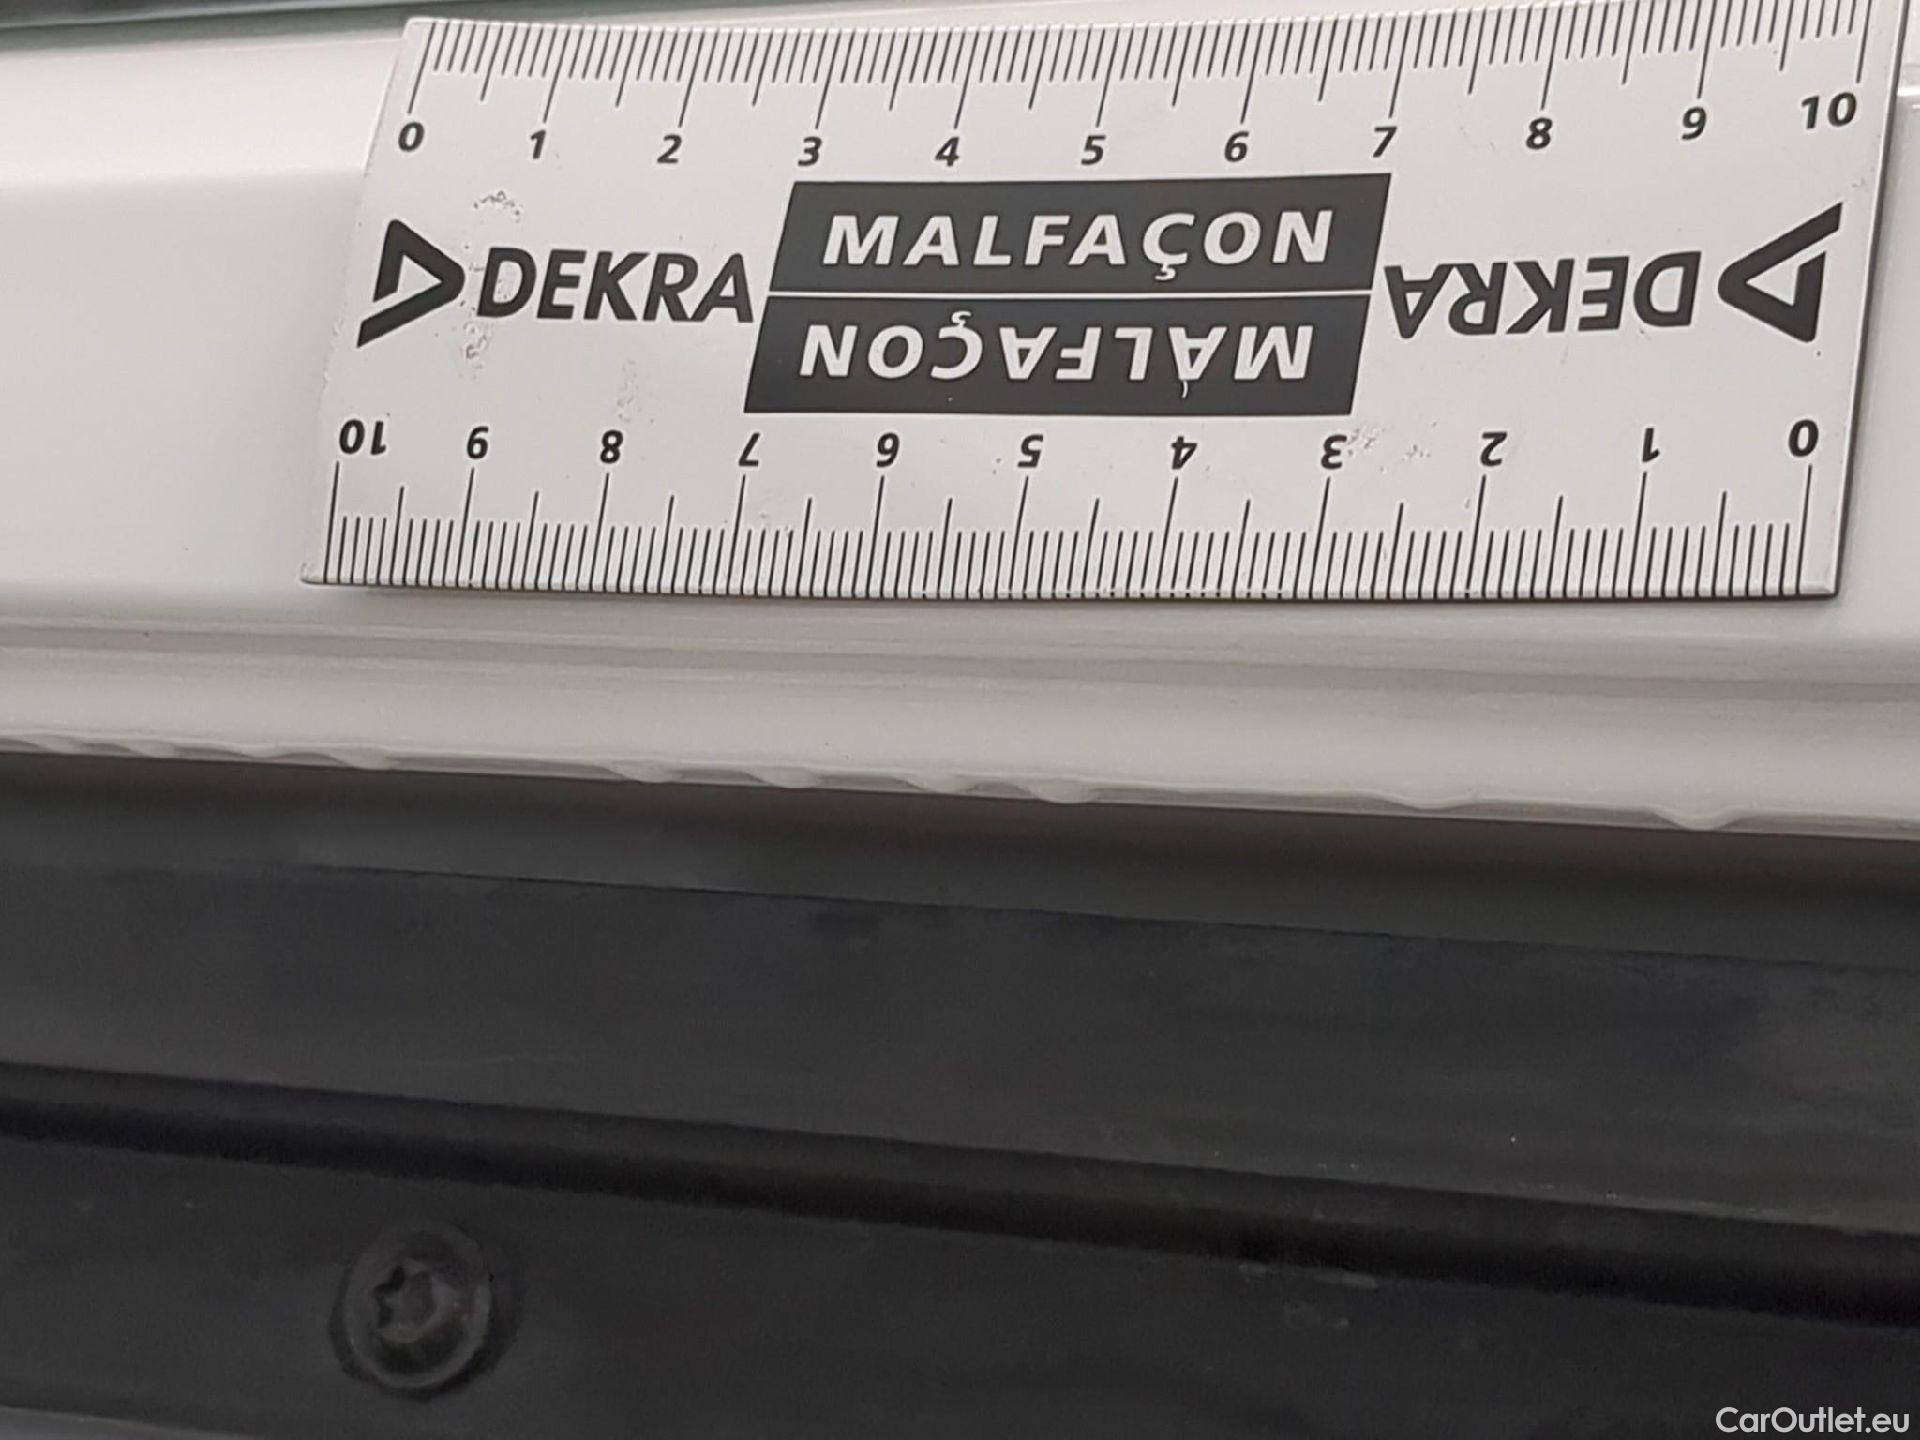 0 1 2 3 4 5 6 7 8 9 10
DEKRA MALFAÇON DEKRA
MALFAÇON
10 9 8 7 6 5 4 3 2 1 0
CarOutlet.eu